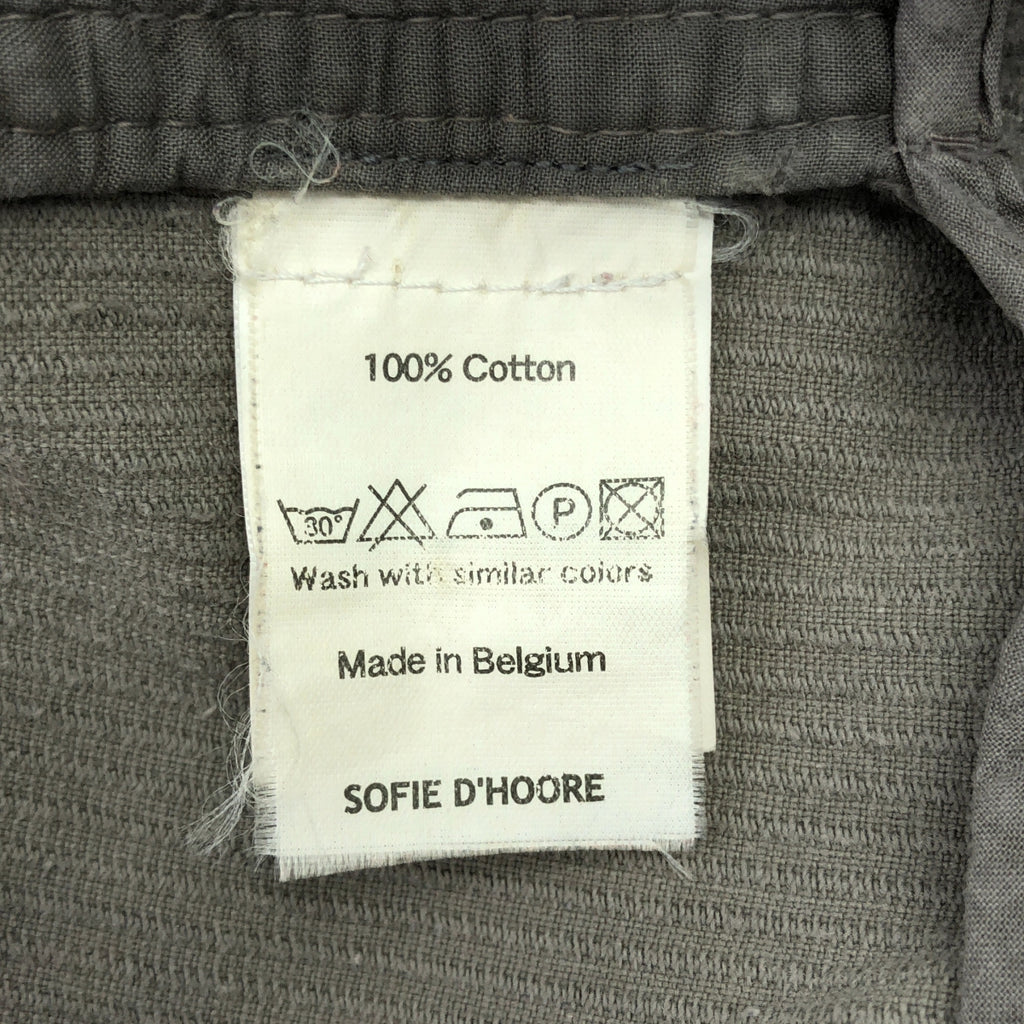 100% Cotton
30°
P
Wash with similar colors
Made in Belgium
SOFIE D'HOORE